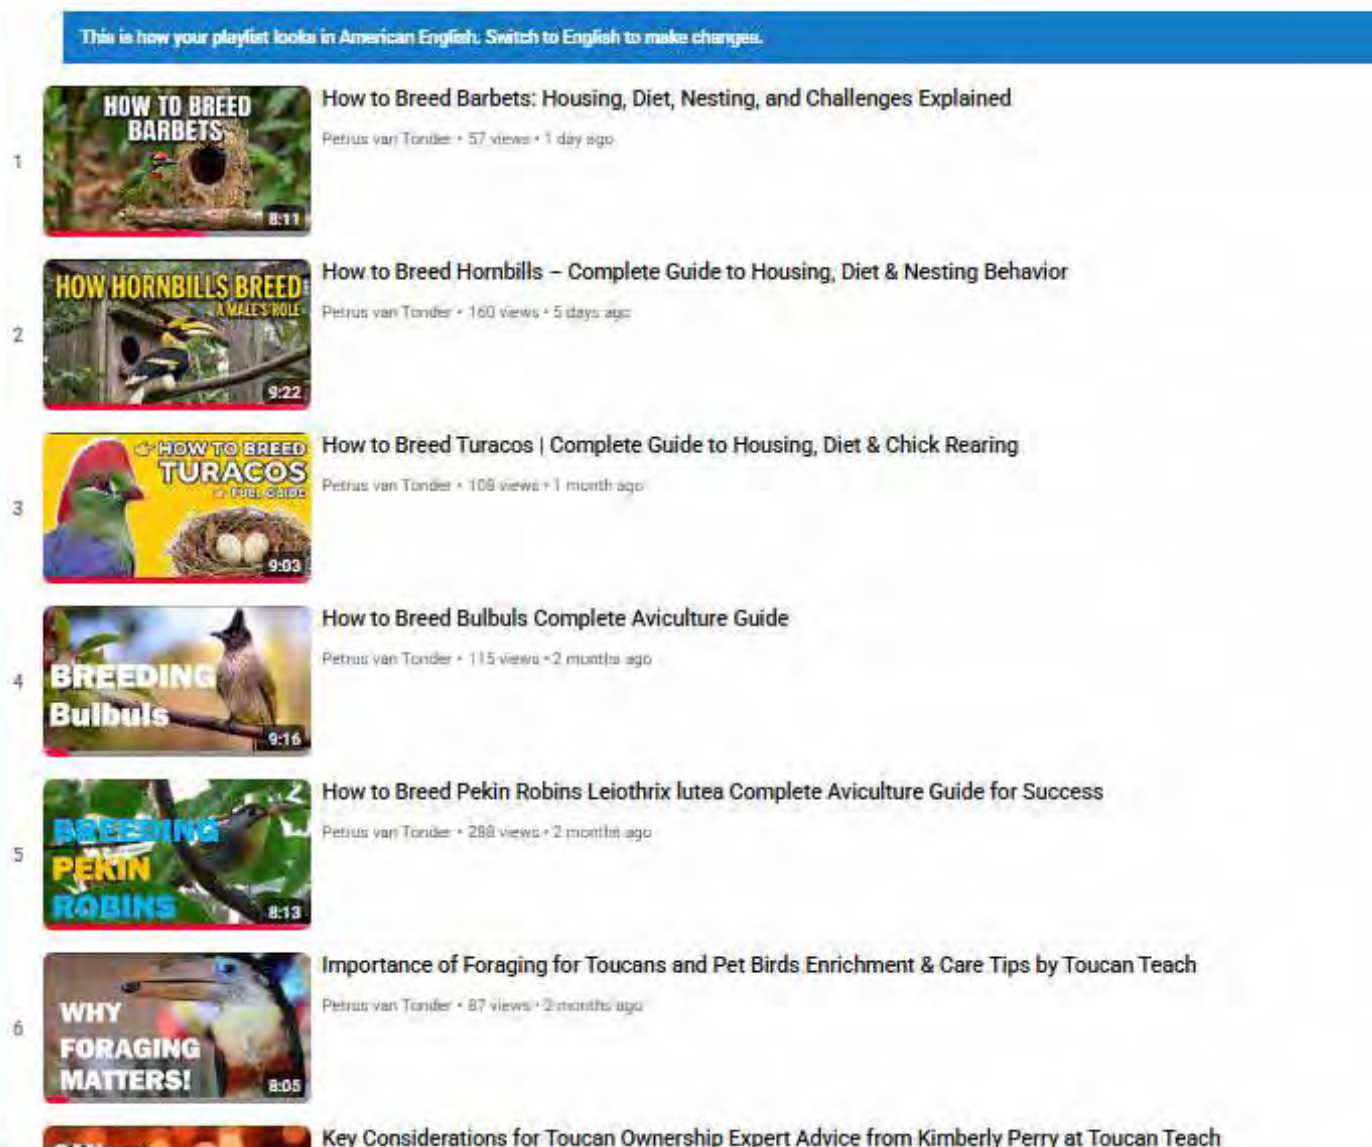 This is how your playlist looks in American English. Switch to English to make changes.
1
HOW TO BREED
BARBETS
8:11
How to Breed Barbets: Housing, Diet, Nesting, and Challenges Explained
Petrus van Tonder • 57 views • 1 day ago
2
HOW HORNBILLS BREED
A MALE'S ROLE
9:22
How to Breed Hornbills – Complete Guide to Housing, Diet & Nesting Behavior
Petrus van Tonder • 160 views • 5 days ago
3
HOW TO BREED
TURACOS
FULL GUIDE
9:03
How to Breed Turacos | Complete Guide to Housing, Diet & Chick Rearing
Petrus van Tonder • 108 views • 1 month ago
4
BREEDING
Bulbuls
9:16
How to Breed Bulbuls Complete Aviculture Guide
Petrus van Tonder • 115 views • 2 months ago
5
BREEDING
PEKIN
ROBINS
8:13
How to Breed Pekin Robins Leiothrix lutea Complete Aviculture Guide for Success
Petrus van Tonder • 288 views • 2 months ago
6
WHY
FORAGING
MATTERS!
8:05
Importance of Foraging for Toucans and Pet Birds Enrichment & Care Tips by Toucan Teach
Petrus van Tonder • 87 views • 2 months ago
Key Considerations for Toucan Ownership Expert Advice from Kimberly Perry at Toucan Teach